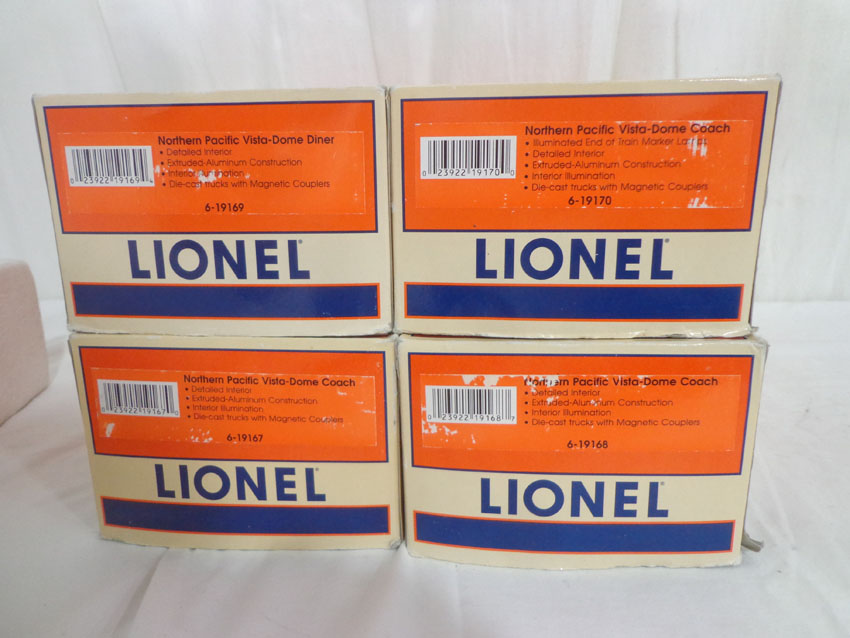 Northern Pacific Vista-Dome Diner
• Detailed Interior
• Extruded-Aluminum Construction
• Interior Illumination
• Die-cast trucks with Magnetic Couplers
0 23922 19169 4
6-19169
LIONEL
Northern Pacific Vista-Dome Coach
• Illuminated End of Train Marker Lamps
• Detailed Interior
• Extruded-Aluminum Construction
• Interior Illumination
• Die-cast trucks with Magnetic Couplers
0 23922 19170 0
6-19170
LIONEL
Northern Pacific Vista-Dome Coach
• Detailed Interior
• Extruded-Aluminum Construction
• Interior Illumination
• Die-cast trucks with Magnetic Couplers
0 23922 19167 0
6-19167
LIONEL
Northern Pacific Vista-Dome Coach
• Detailed Interior
• Extruded-Aluminum Construction
• Interior Illumination
• Die-cast trucks with Magnetic Couplers
0 23922 19168 7
6-19168
LIONEL